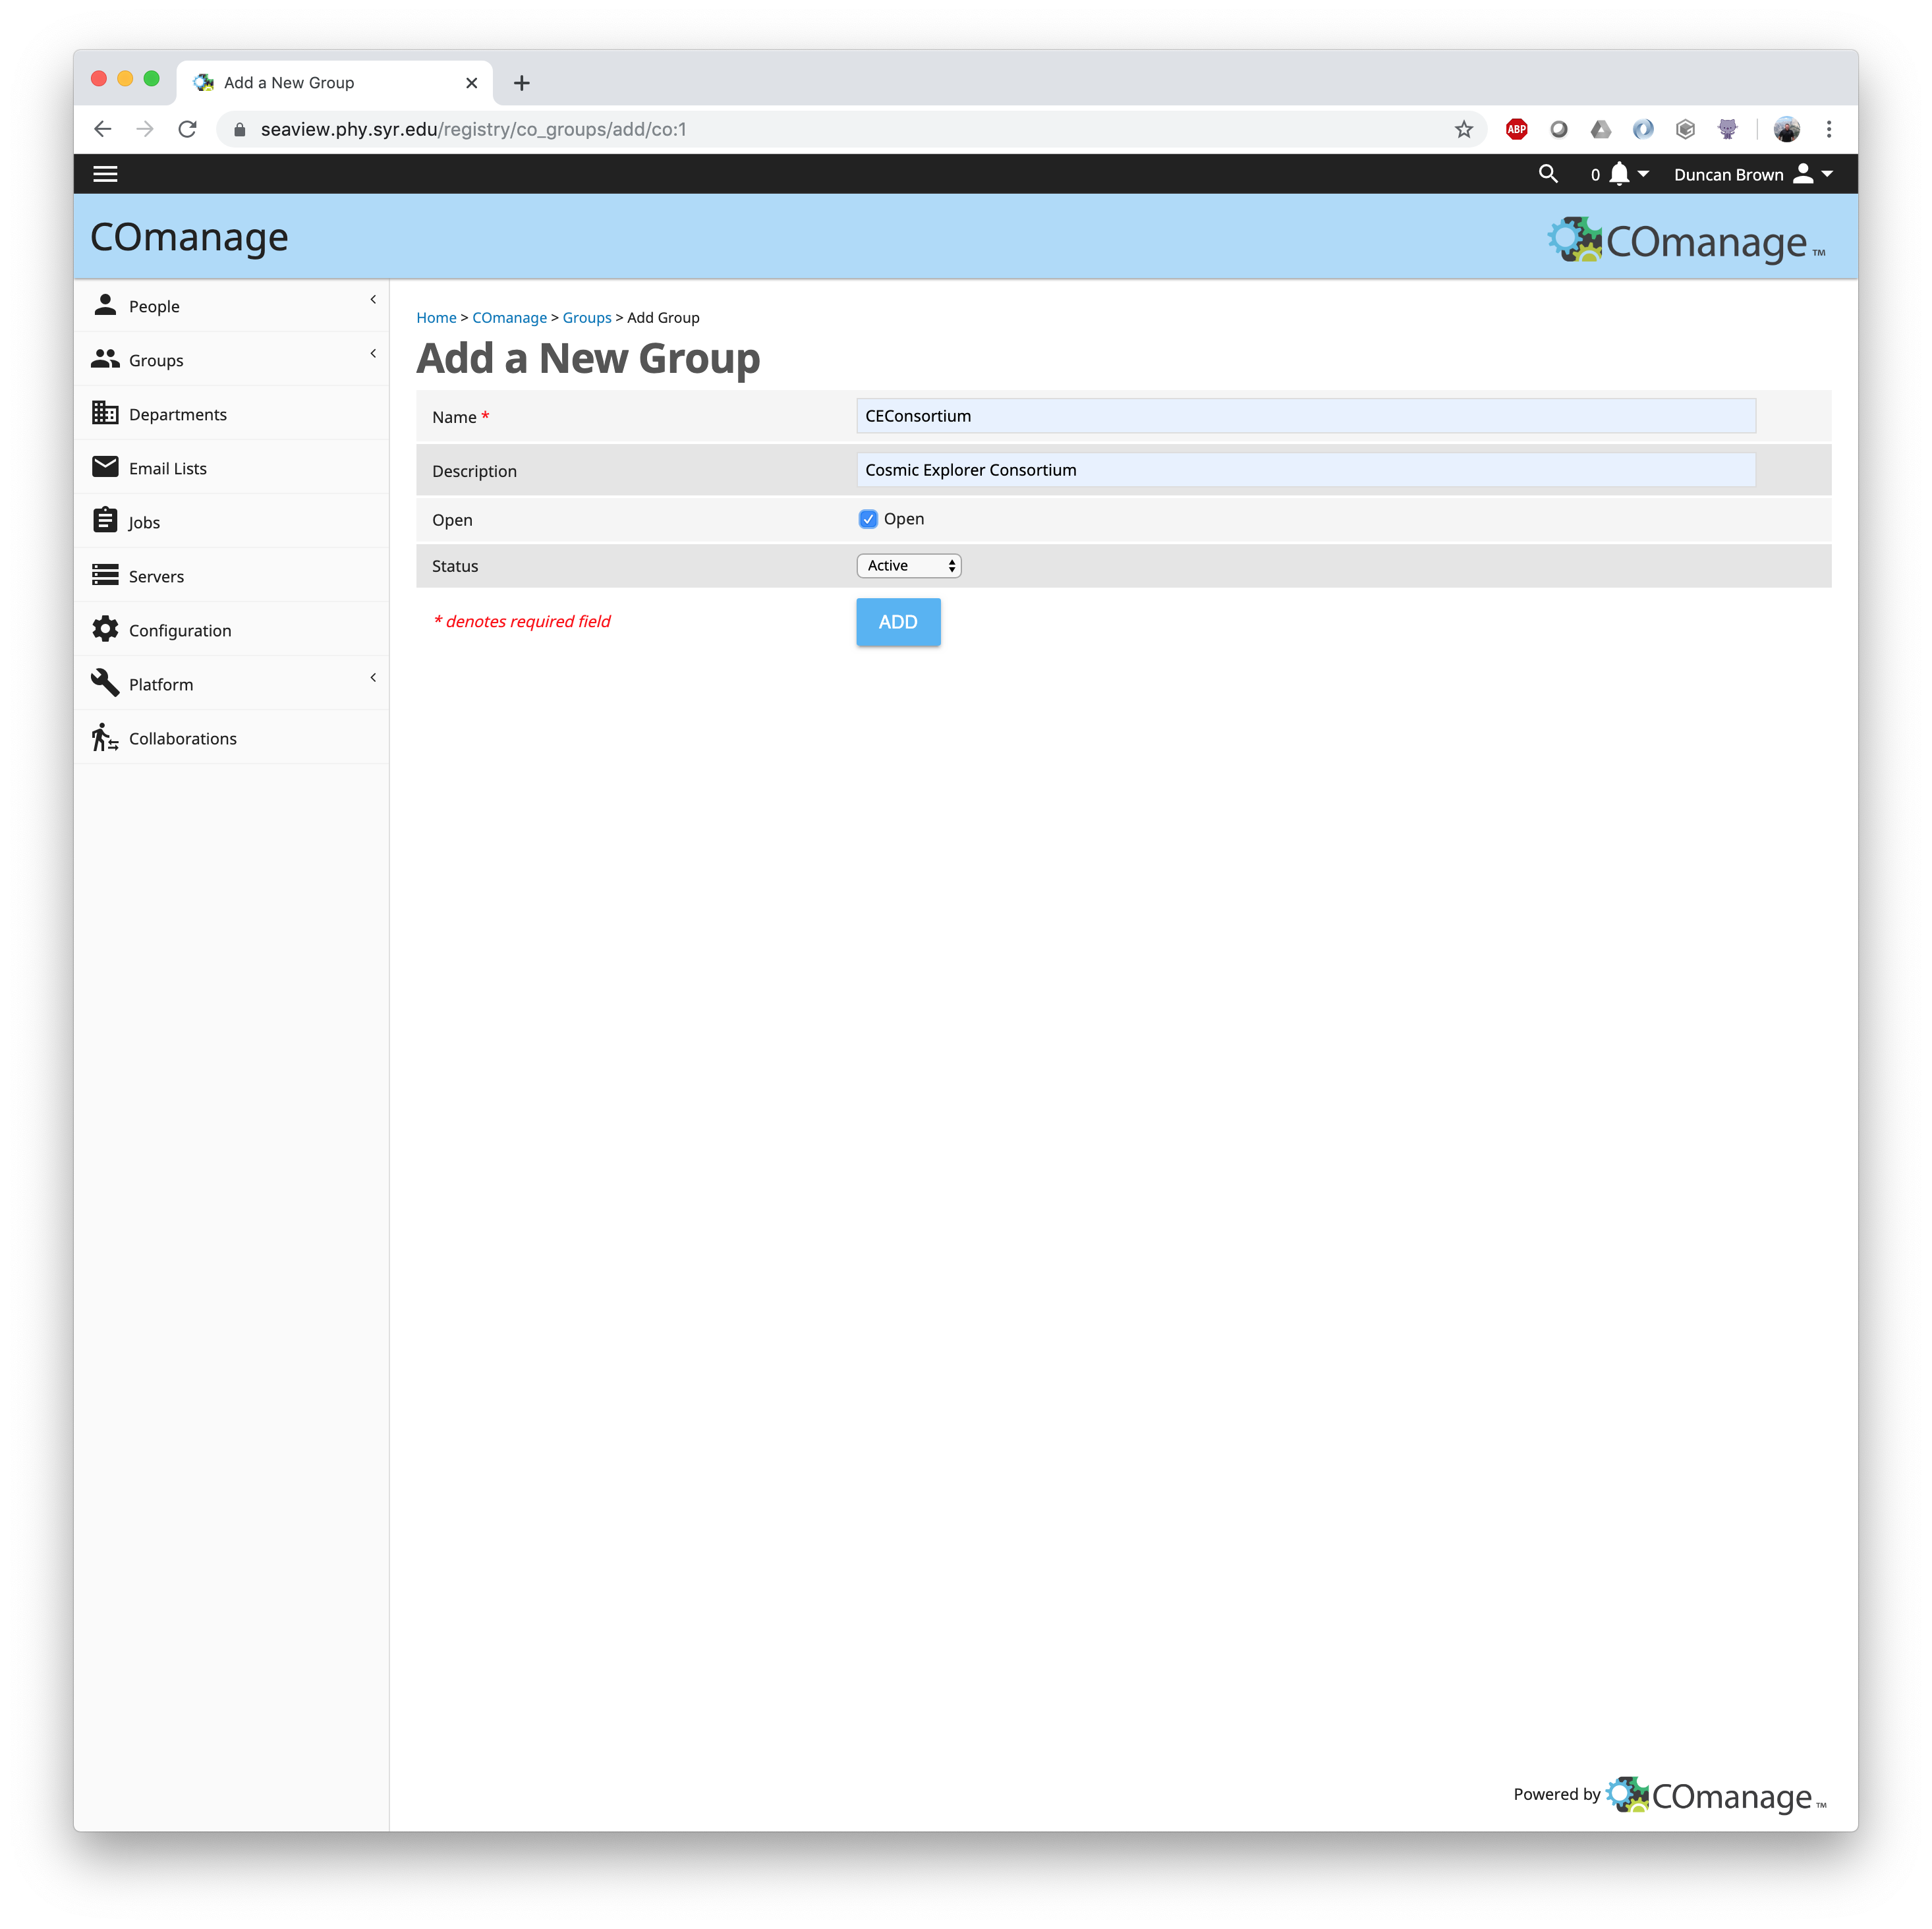 Add a New Group
seaview.phy.syr.edu/registry/co_groups/add/co:1
ABP
0
Duncan Brown
COmanage
COmanage™
People
Groups
Departments
Email Lists
Jobs
Servers
Configuration
Platform
Collaborations
Home > COmanage > Groups > Add Group
Add a New Group
Name * CEConsortium
Description Cosmic Explorer Consortium
Open Open
Status Active
* denotes required field ADD
Powered by COmanage™